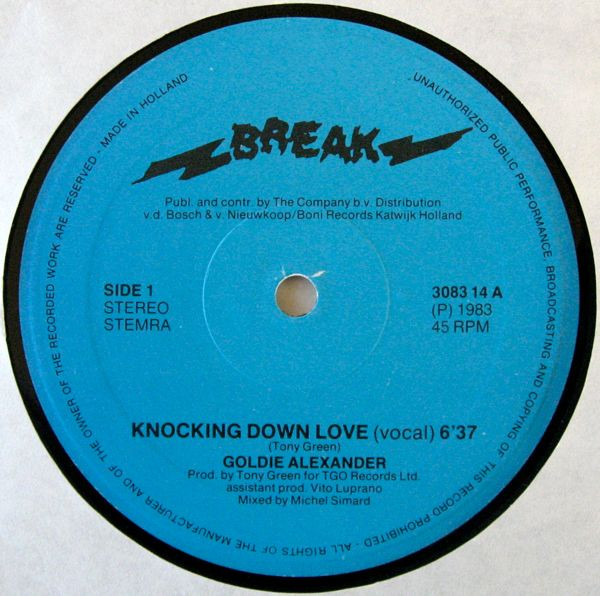 BREAK
Publ. and contr. by The Company b.v. Distribution
v.d. Bosch & v. Nieuwkoop/Boni Records Katwijk Holland
SIDE 1
STEREO
STEMRA
3083 14 A
(P) 1983
45 RPM
KNOCKING DOWN LOVE (vocal) 6'37
(Tony Green)
GOLDIE ALEXANDER
Prod. by Tony Green for TGO Records Ltd.
assistant prod. Vito Luprano
Mixed by Michel Simard
- UNAUTHORIZED PUBLIC PERFORMANCE, BROADCASTING AND COPYING OF THIS RECORD PROHIBITED - ALL RIGHTS OF THE MANUFACTURER AND OF THE OWNER OF THE RECORDED WORK ARE RESERVED - MADE IN HOLLAND